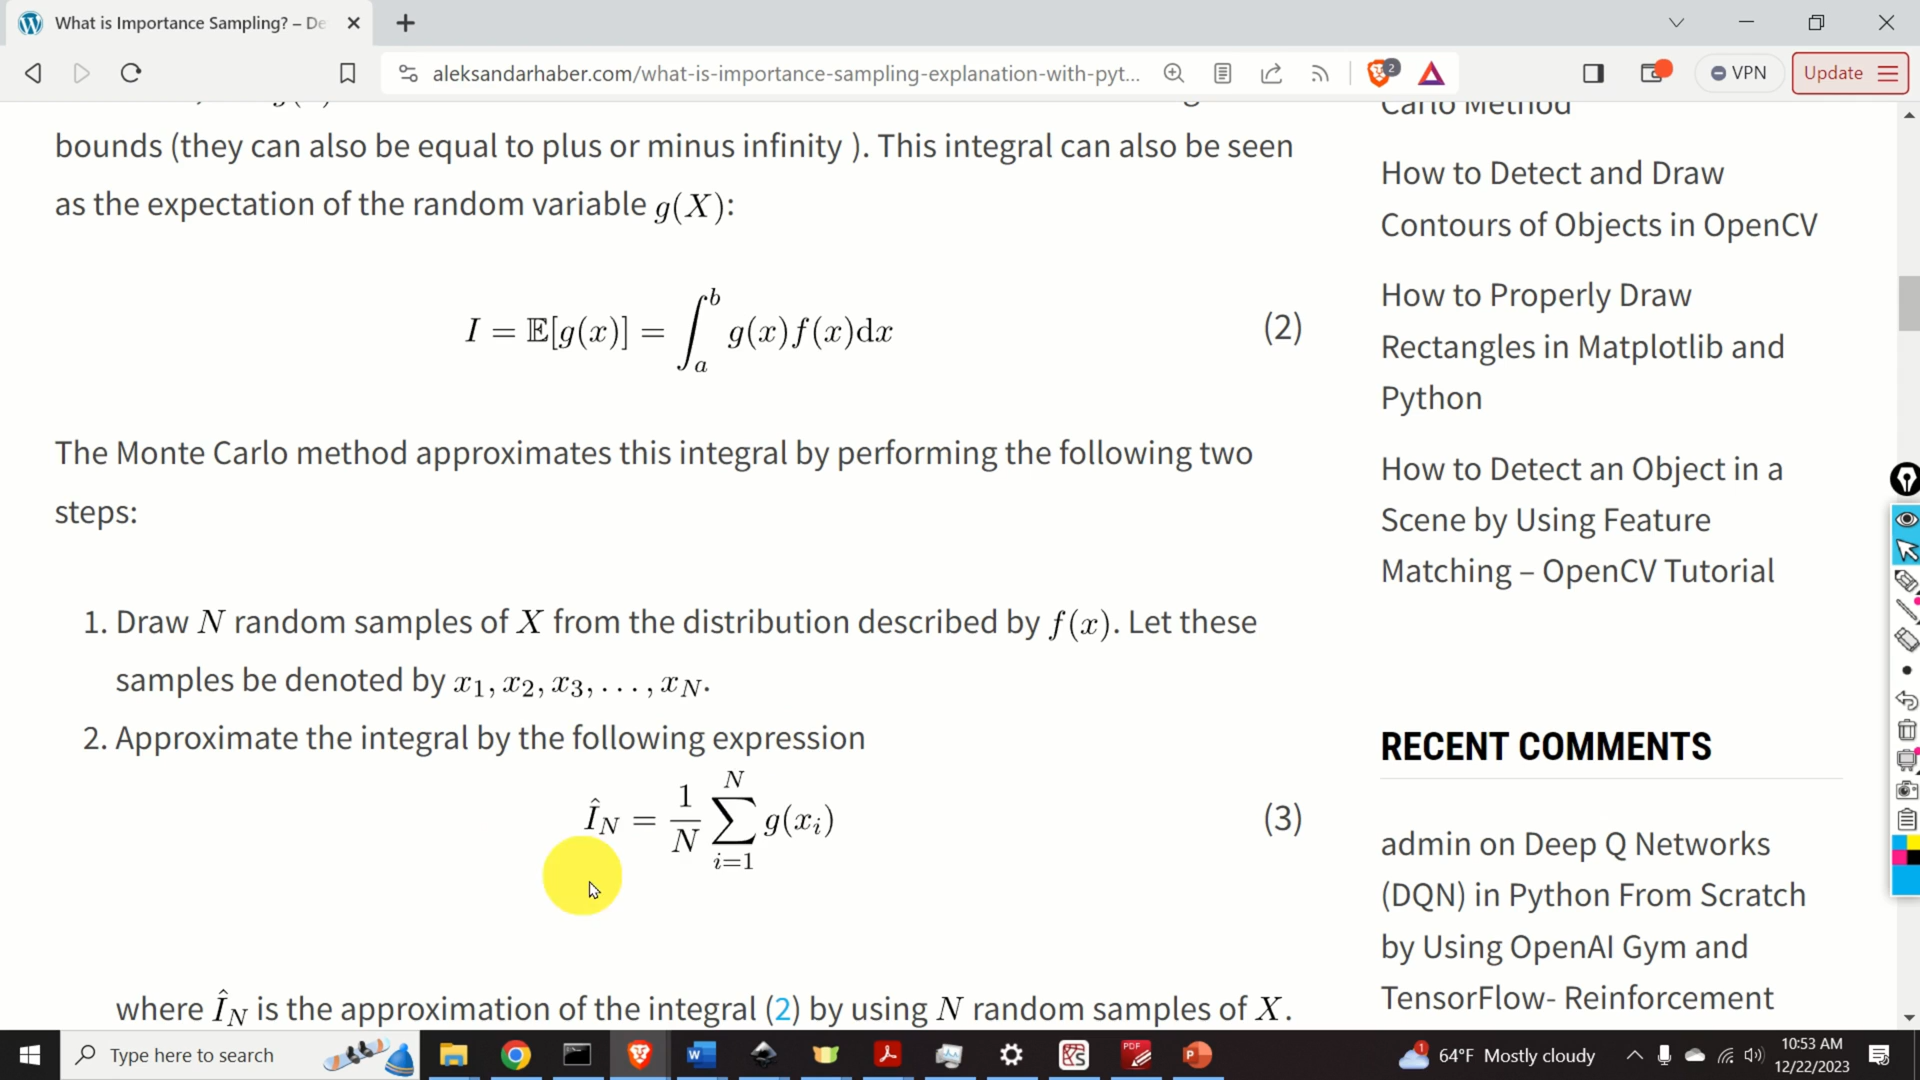 What is Importance Sampling? – De
aleksandarhaber.com/what-is-importance-sampling-explanation-with-pyt...
2
VPN
Update
bounds (they can also be equal to plus or minus infinity ). This integral can also be seen
as the expectation of the random variable g(X):
I = 𝔼[g(x)] = ∫_a^b g(x)f(x)dx (2)
The Monte Carlo method approximates this integral by performing the following two
steps:
1. Draw N random samples of X from the distribution described by f(x). Let these
samples be denoted by x₁, x₂, x₃, . . . , x_N.
2. Approximate the integral by the following expression
Î_N = 1/N ∑_{i=1}^N g(x_i) (3)
where Î_N is the approximation of the integral (2) by using N random samples of X.
Carlo Method
How to Detect and Draw
Contours of Objects in OpenCV
How to Properly Draw
Rectangles in Matplotlib and
Python
How to Detect an Object in a
Scene by Using Feature
Matching – OpenCV Tutorial
RECENT COMMENTS
admin on Deep Q Networks
(DQN) in Python From Scratch
by Using OpenAI Gym and
TensorFlow- Reinforcement
Type here to search
PDF
1
64°F Mostly cloudy
10:53 AM
12/22/2023